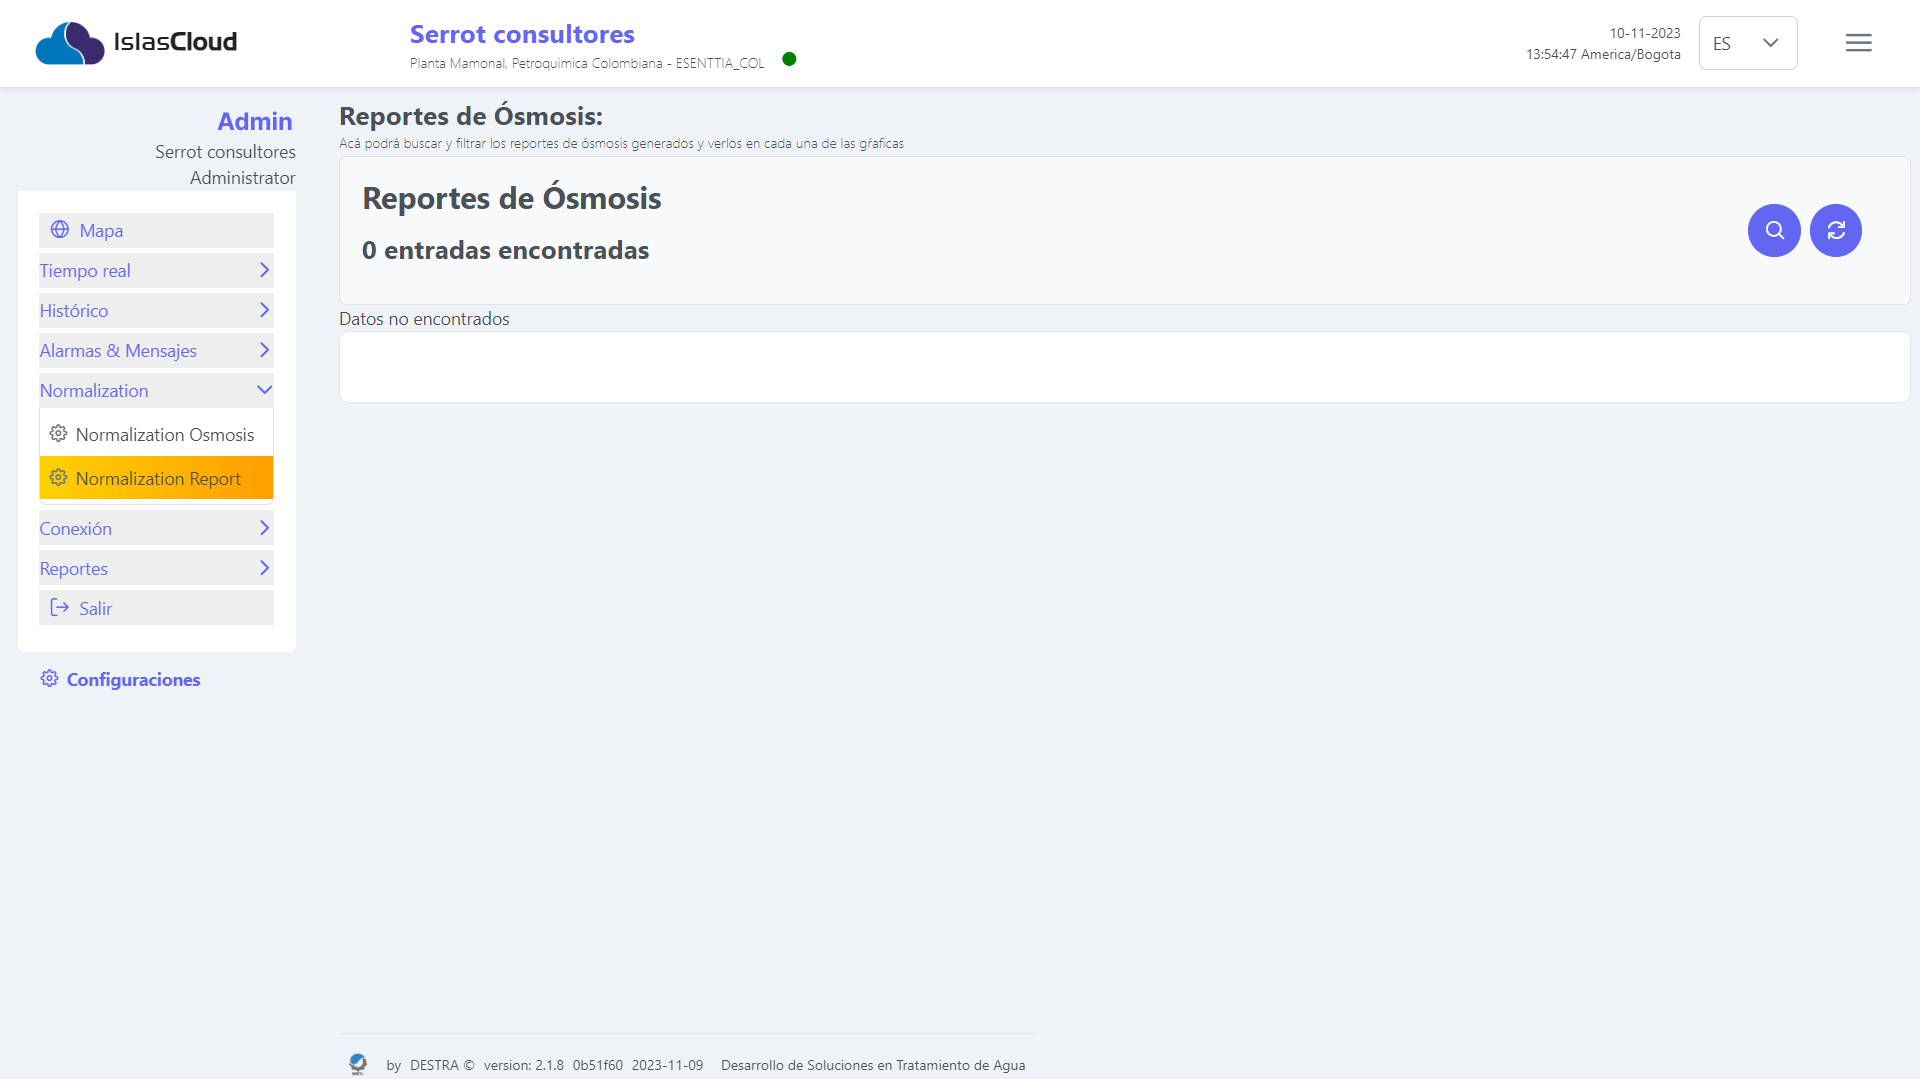 IslasCloud
Serrot consultores
Planta Mamonal, Petroquimica Colombiana - ESENTTIA_COL
10-11-2023
13:54:47 America/Bogota
ES
Admin
Serrot consultores
Administrator
Mapa
Tiempo real
Histórico
Alarmas & Mensajes
Normalization
Normalization Osmosis
Normalization Report
Conexión
Reportes
Salir
Configuraciones
Reportes de Ósmosis:
Acá podrá buscar y filtrar los reportes de ósmosis generados y verlos en cada una de las gŕaficas
Reportes de Ósmosis
0 entradas encontradas
Datos no encontrados
by DESTRA © version: 2.1.8 0b51f60 2023-11-09 Desarrollo de Soluciones en Tratamiento de Agua